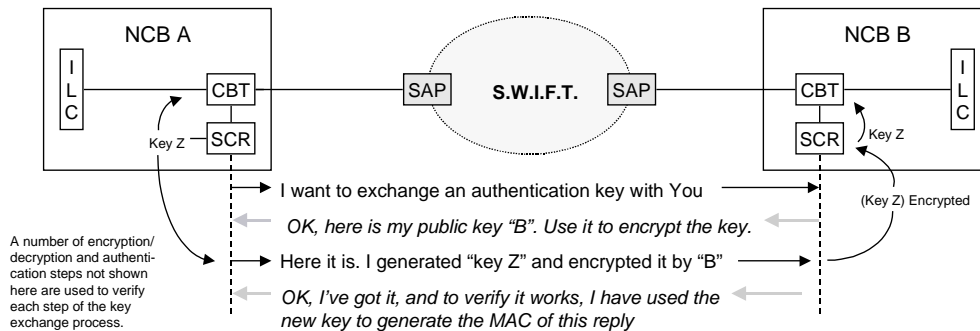 NCB A
NCB B
I
L
C
CBT
SAP
S.W.I.F.T.
SAP
CBT
I
L
C
Key Z
SCR
SCR
Key Z
I want to exchange an authentication key with You
(Key Z) Encrypted
OK, here is my public key “B”. Use it to encrypt the key.
Here it is. I generated “key Z” and encrypted it by “B”
OK, I’ve got it, and to verify it works, I have used the
new key to generate the MAC of this reply
A number of encryption/
decryption and authenti-
cation steps not shown
here are used to verify
each step of the key
exchange process.